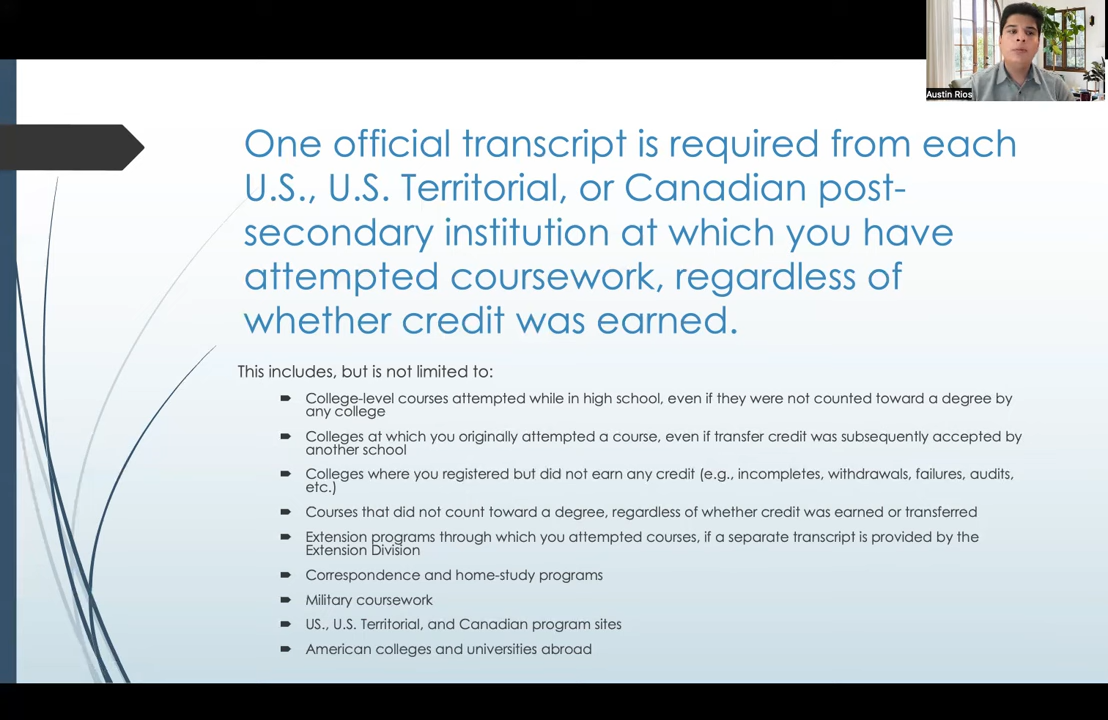 Austin Rios
One official transcript is required from each
U.S., U.S. Territorial, or Canadian post-
secondary institution at which you have
attempted coursework, regardless of
whether credit was earned.
This includes, but is not limited to:
College-level courses attempted while in high school, even if they were not counted toward a degree by
any college
Colleges at which you originally attempted a course, even if transfer credit was subsequently accepted by
another school
Colleges where you registered but did not earn any credit (e.g., incompletes, withdrawals, failures, audits,
etc.)
Courses that did not count toward a degree, regardless of whether credit was earned or transferred
Extension programs through which you attempted courses, if a separate transcript is provided by the
Extension Division
Correspondence and home-study programs
Military coursework
US., U.S. Territorial, and Canadian program sites
American colleges and universities abroad